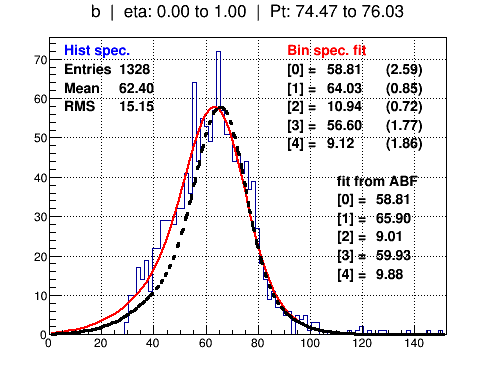 b | eta: 0.00 to 1.00 | Pt: 74.47 to 76.03
Hist spec.
Entries 1328
Mean 62.40
RMS 15.15
Bin spec. fit
[0] = 58.81 (2.59)
[1] = 64.03 (0.85)
[2] = 10.94 (0.72)
[3] = 56.60 (1.77)
[4] = 9.12 (1.86)
fit from ABF
[0] = 58.81
[1] = 65.90
[2] = 9.01
[3] = 59.93
[4] = 9.88
70
60
50
40
30
20
10
0
0 20 40 60 80 100 120 140